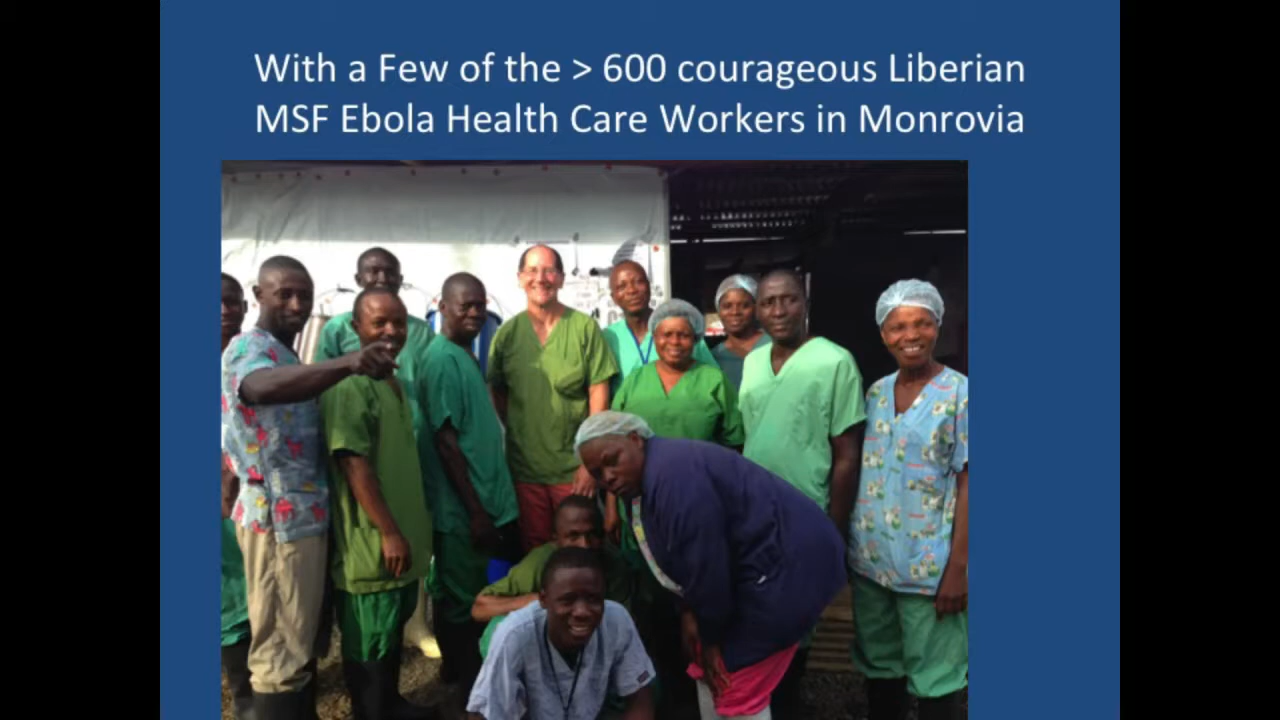 With a Few of the > 600 courageous Liberian
MSF Ebola Health Care Workers in Monrovia